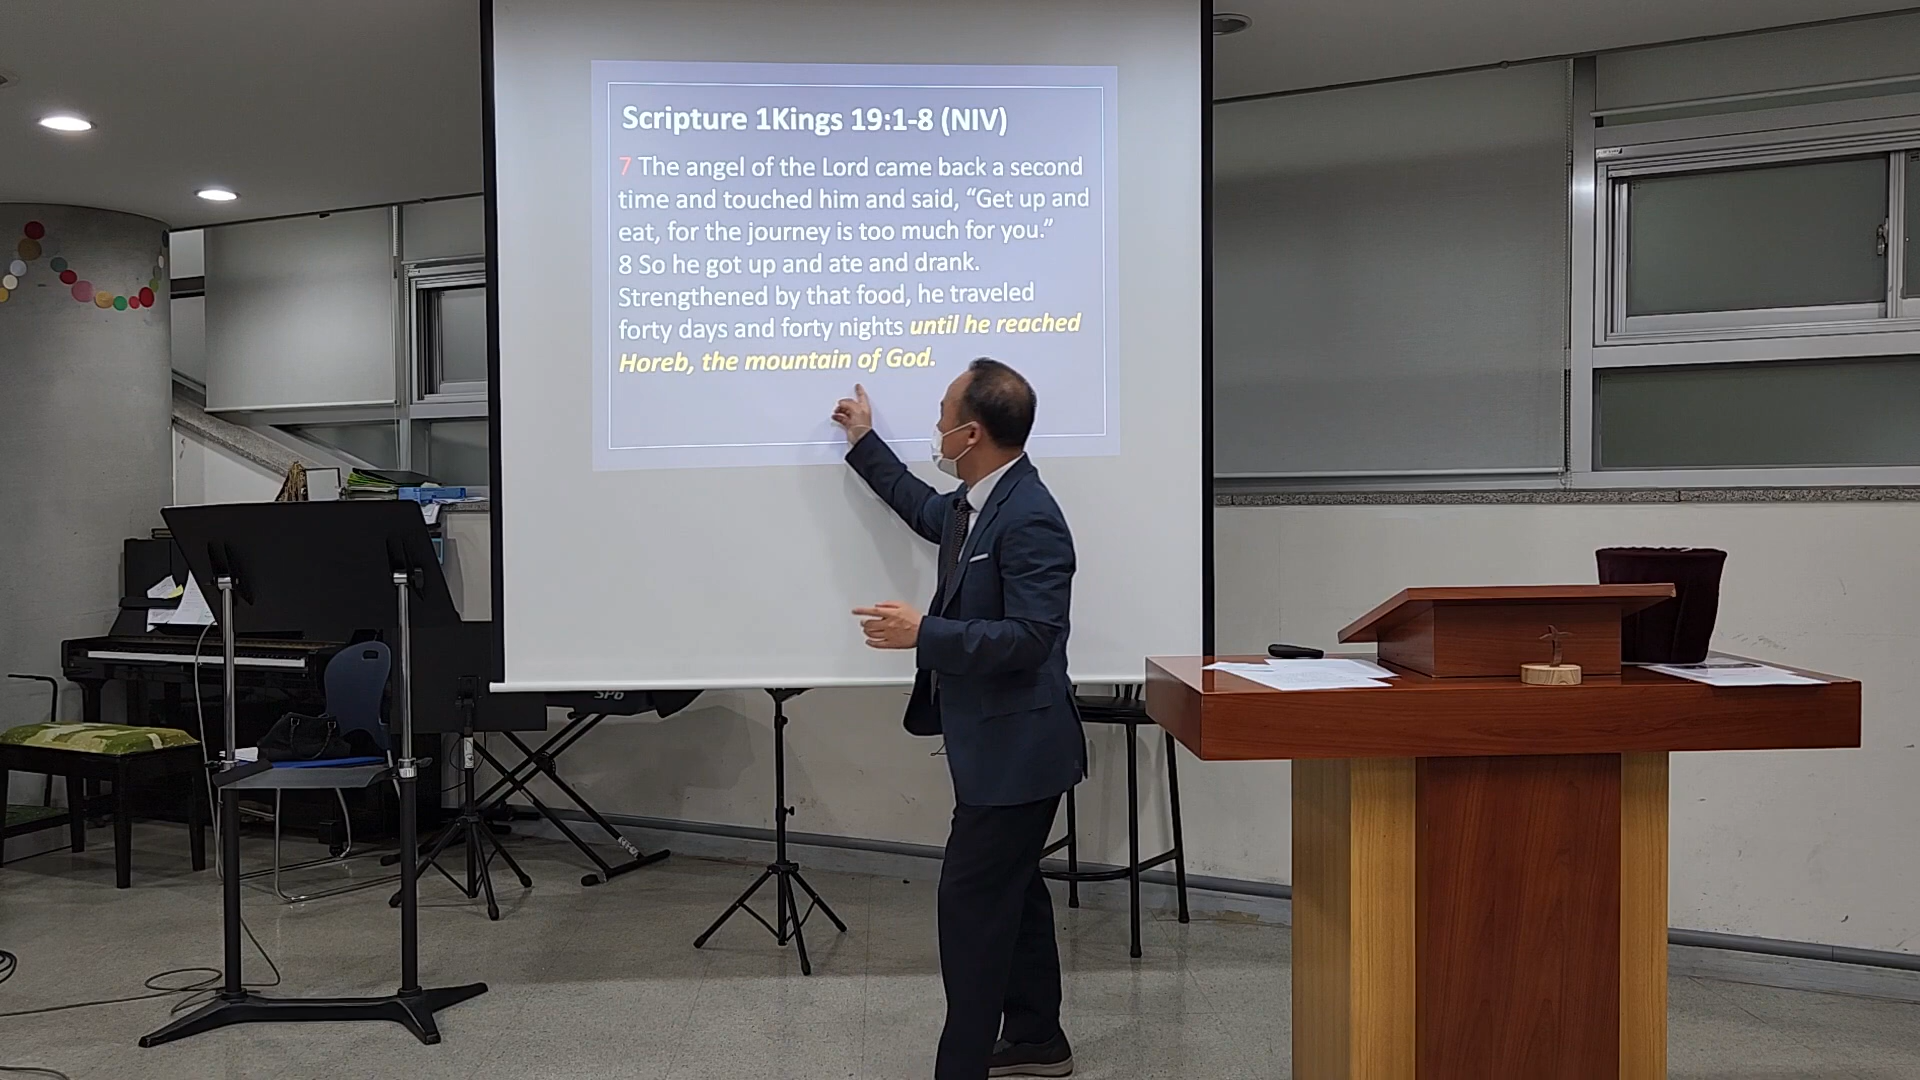 Scripture 1Kings 19:1-8 (NIV)
7 The angel of the Lord came back a second
time and touched him and said, “Get up and
eat, for the journey is too much for you.”
8 So he got up and ate and drank.
Strengthened by that food, he traveled
forty days and forty nights until he reached
Horeb, the mountain of God.